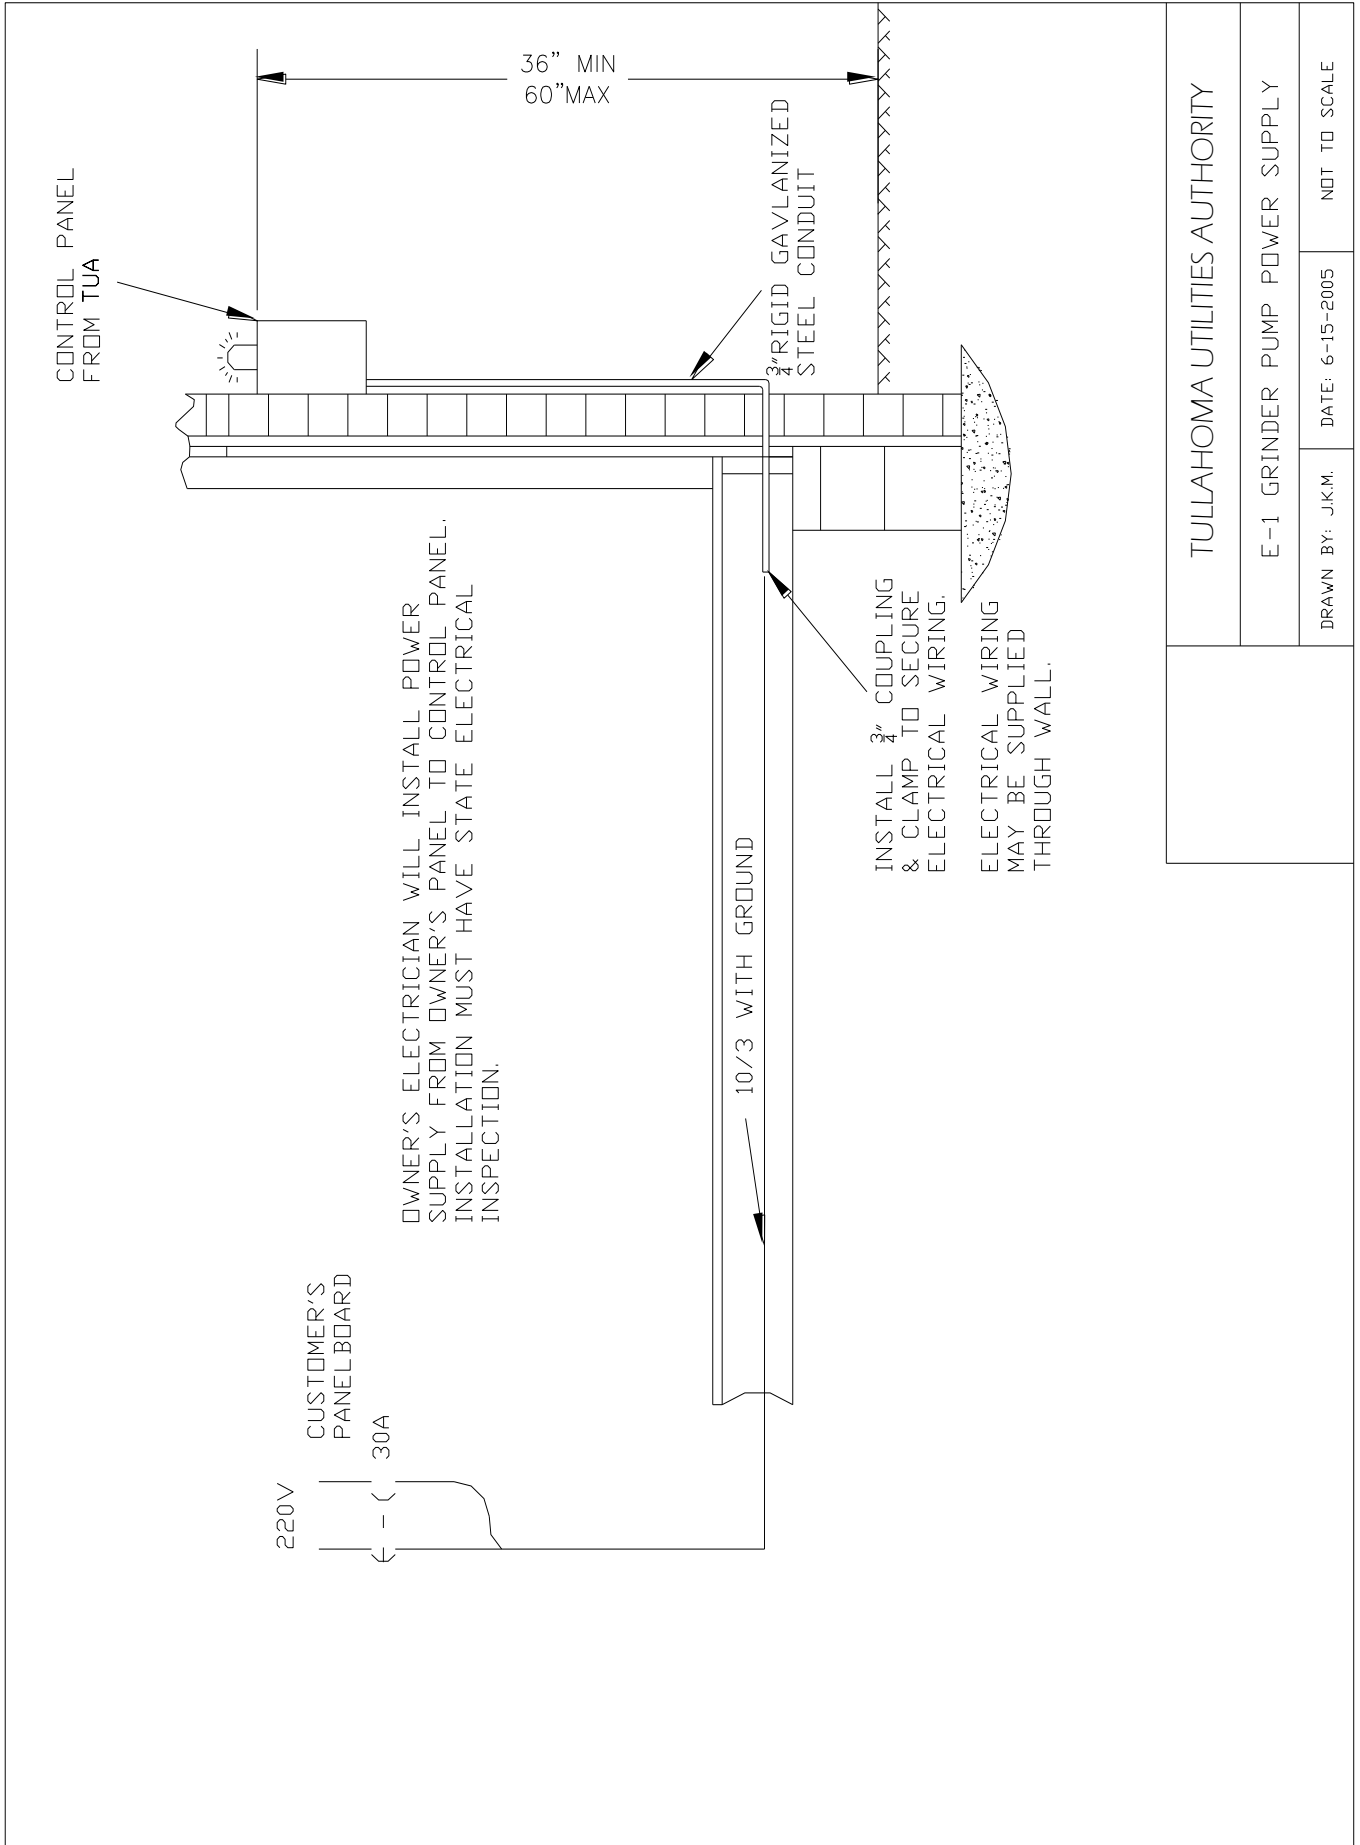 CONTROL PANEL
FROM TUA
36” MIN
60”MAX
3/4"RIGID GAVLANIZED
STEEL CONDUIT
OWNER'S ELECTRICIAN WILL INSTALL POWER
SUPPLY FROM OWNER'S PANEL TO CONTROL PANEL.
INSTALLATION MUST HAVE STATE ELECTRICAL
INSPECTION.
CUSTOMER'S
PANELBOARD
220V
30A
10/3 WITH GROUND
INSTALL 3/4" COUPLING
& CLAMP TO SECURE
ELECTRICAL WIRING.
ELECTRICAL WIRING
MAY BE SUPPLIED
THROUGH WALL.
TULLAHOMA UTILITIES AUTHORITY
E-1 GRINDER PUMP POWER SUPPLY
DRAWN BY: J.K.M.
DATE: 6-15-2005
NOT TO SCALE